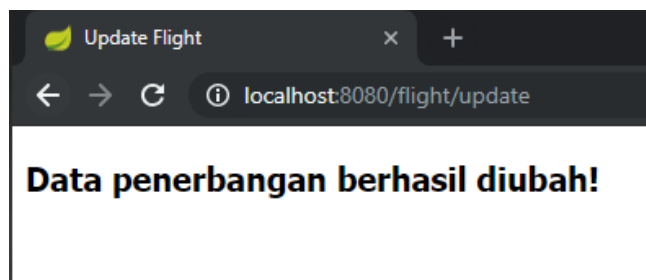 Update Flight
localhost:8080/flight/update
Data penerbangan berhasil diubah!